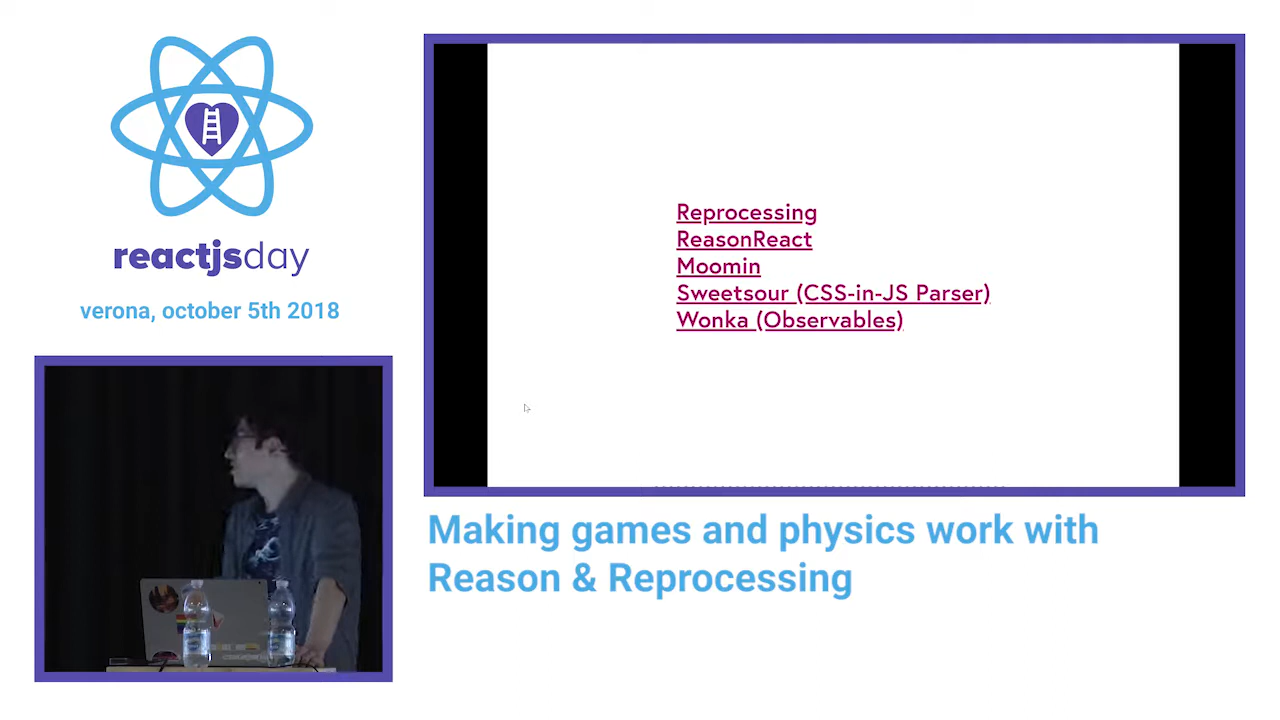 reactjsday
verona, october 5th 2018
Reprocessing
ReasonReact
Moomin
Sweetsour (CSS-in-JS Parser)
Wonka (Observables)
Making games and physics work with
Reason & Reprocessing